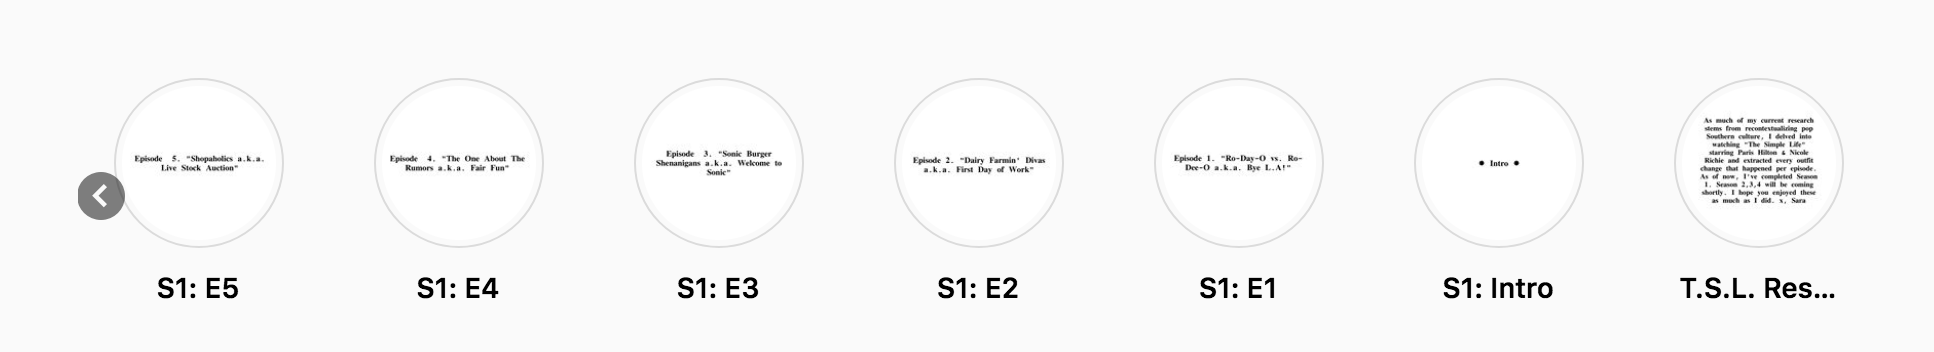 Episode 5. "Shopaholics a.k.a.
Live Stock Auction"
S1: E5
Episode 4. "The One About The
Rumors a.k.a. Fair Fun"
S1: E4
Episode 3. "Sonic Burger
Shenanigans a.k.a. Welcome to
Sonic"
S1: E3
Episode 2. "Dairy Farmin' Divas
a.k.a. First Day of Work"
S1: E2
Episode 1. "Ro-Day-O vs. Ro-
Dee-O a.k.a. Bye L.A!"
S1: E1
• Intro •
S1: Intro
As much of my current research
stems from recontextualizing pop
Southern culture, I delved into
watching "The Simple Life"
starring Paris Hilton & Nicole
Richie and extracted every outfit
change that happened per episode.
As of now, I've completed Season
1. Season 2,3,4 will be coming
shortly. I hope you enjoyed these
as much as I did. x, Sara
T.S.L. Res...